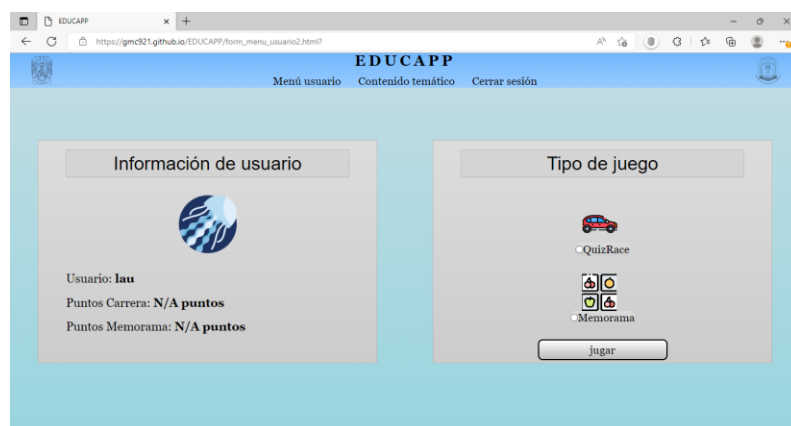 EDUCAPP
https://gmc921.github.io/EDUCAPP/form_menu_usuario2.html?
EDUCAPP
Menú usuario Contenido temático Cerrar sesión
Información de usuario
Usuario: lau
Puntos Carrera: N/A puntos
Puntos Memorama: N/A puntos
Tipo de juego
QuizRace
Memorama
jugar